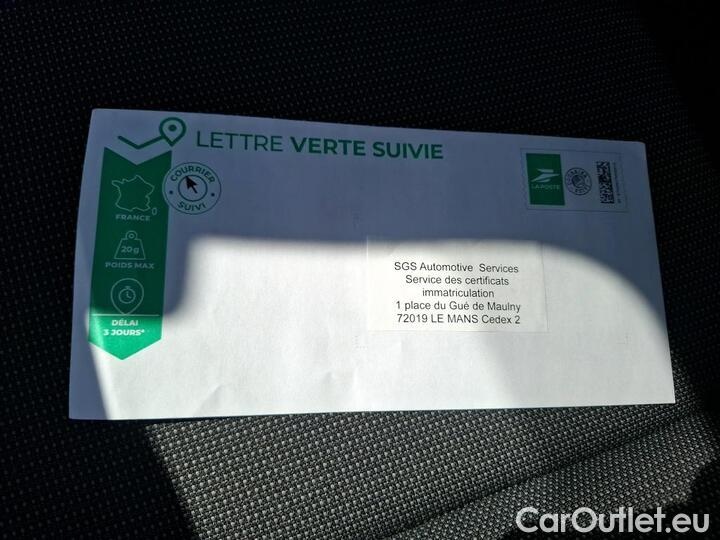 LETTRE VERTE SUIVIE
COURRIER
SUIVI
FRANCE
20g
POIDS MAX
DÉLAI
3 JOURS*
LA POSTE
SGS Automotive Services
Service des certificats
immatriculation
1 place du Gué de Maulny
72019 LE MANS Cedex 2
CarOutlet.eu